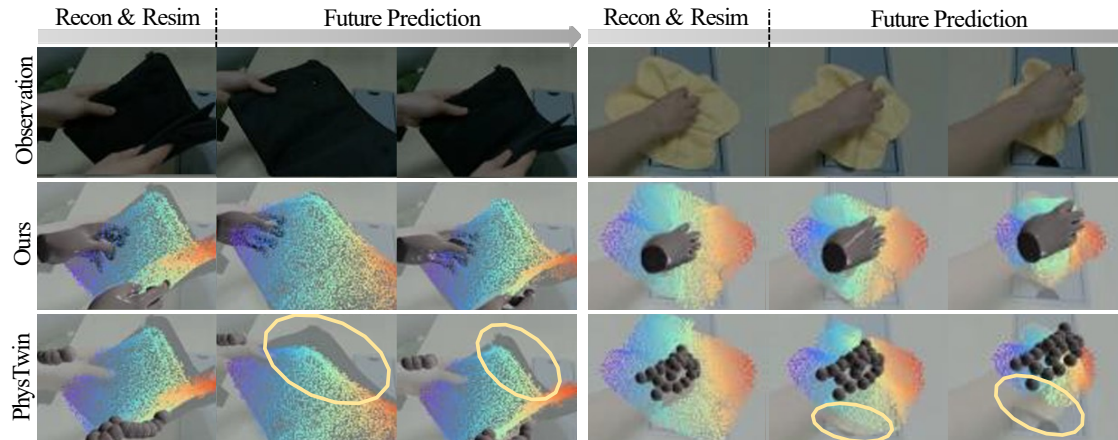 Recon & Resim
Future Prediction
Recon & Resim
Future Prediction
Observation
Ours
PhysTwin